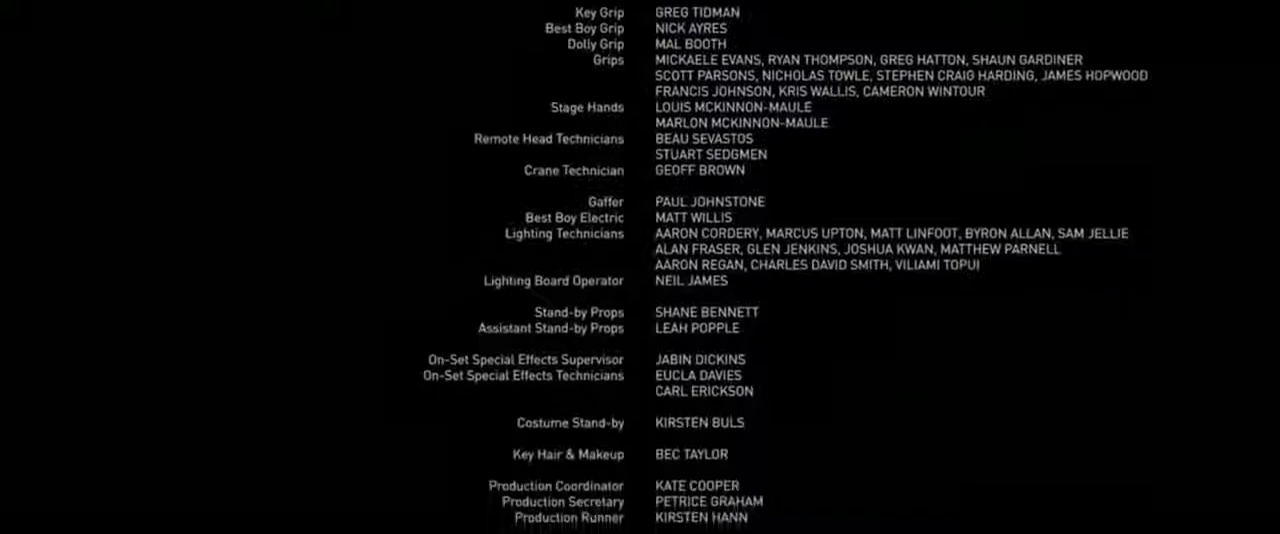 Key Grip GREG TIDMAN
Best Boy Grip NICK AYRES
Dolly Grip MAL BOOTH
Grips MICKAELE EVANS, RYAN THOMPSON, GREG HATTON, SHAUN GARDINER
SCOTT PARSONS, NICHOLAS TOWLE, STEPHEN CRAIG HARDING, JAMES HOPWOOD
FRANCIS JOHNSON, KRIS WALLIS, CAMERON WINTOUR
Stage Hands LOUIS MCKINNON-MAULE
MARLON MCKINNON-MAULE
Remote Head Technicians BEAU SEVASTOS
STUART SEDGMEN
Crane Technician GEOFF BROWN
Gaffer PAUL JOHNSTONE
Best Boy Electric MATT WILLIS
Lighting Technicians AARON CORDERY, MARCUS UPTON, MATT LINFOOT, BYRON ALLAN, SAM JELLIE
ALAN FRASER, GLEN JENKINS, JOSHUA KWAN, MATTHEW PARNELL
AARON REGAN, CHARLES DAVID SMITH, VILIAMI TOPUI
Lighting Board Operator NEIL JAMES
Stand-by Props SHANE BENNETT
Assistant Stand-by Props LEAH POPPLE
On-Set Special Effects Supervisor JABIN DICKINS
On-Set Special Effects Technicians EUCLA DAVIES
CARL ERICKSON
Costume Stand-by KIRSTEN BULS
Key Hair & Makeup BEC TAYLOR
Production Coordinator KATE COOPER
Production Secretary PETRICE GRAHAM
Production Runner KIRSTEN HANN